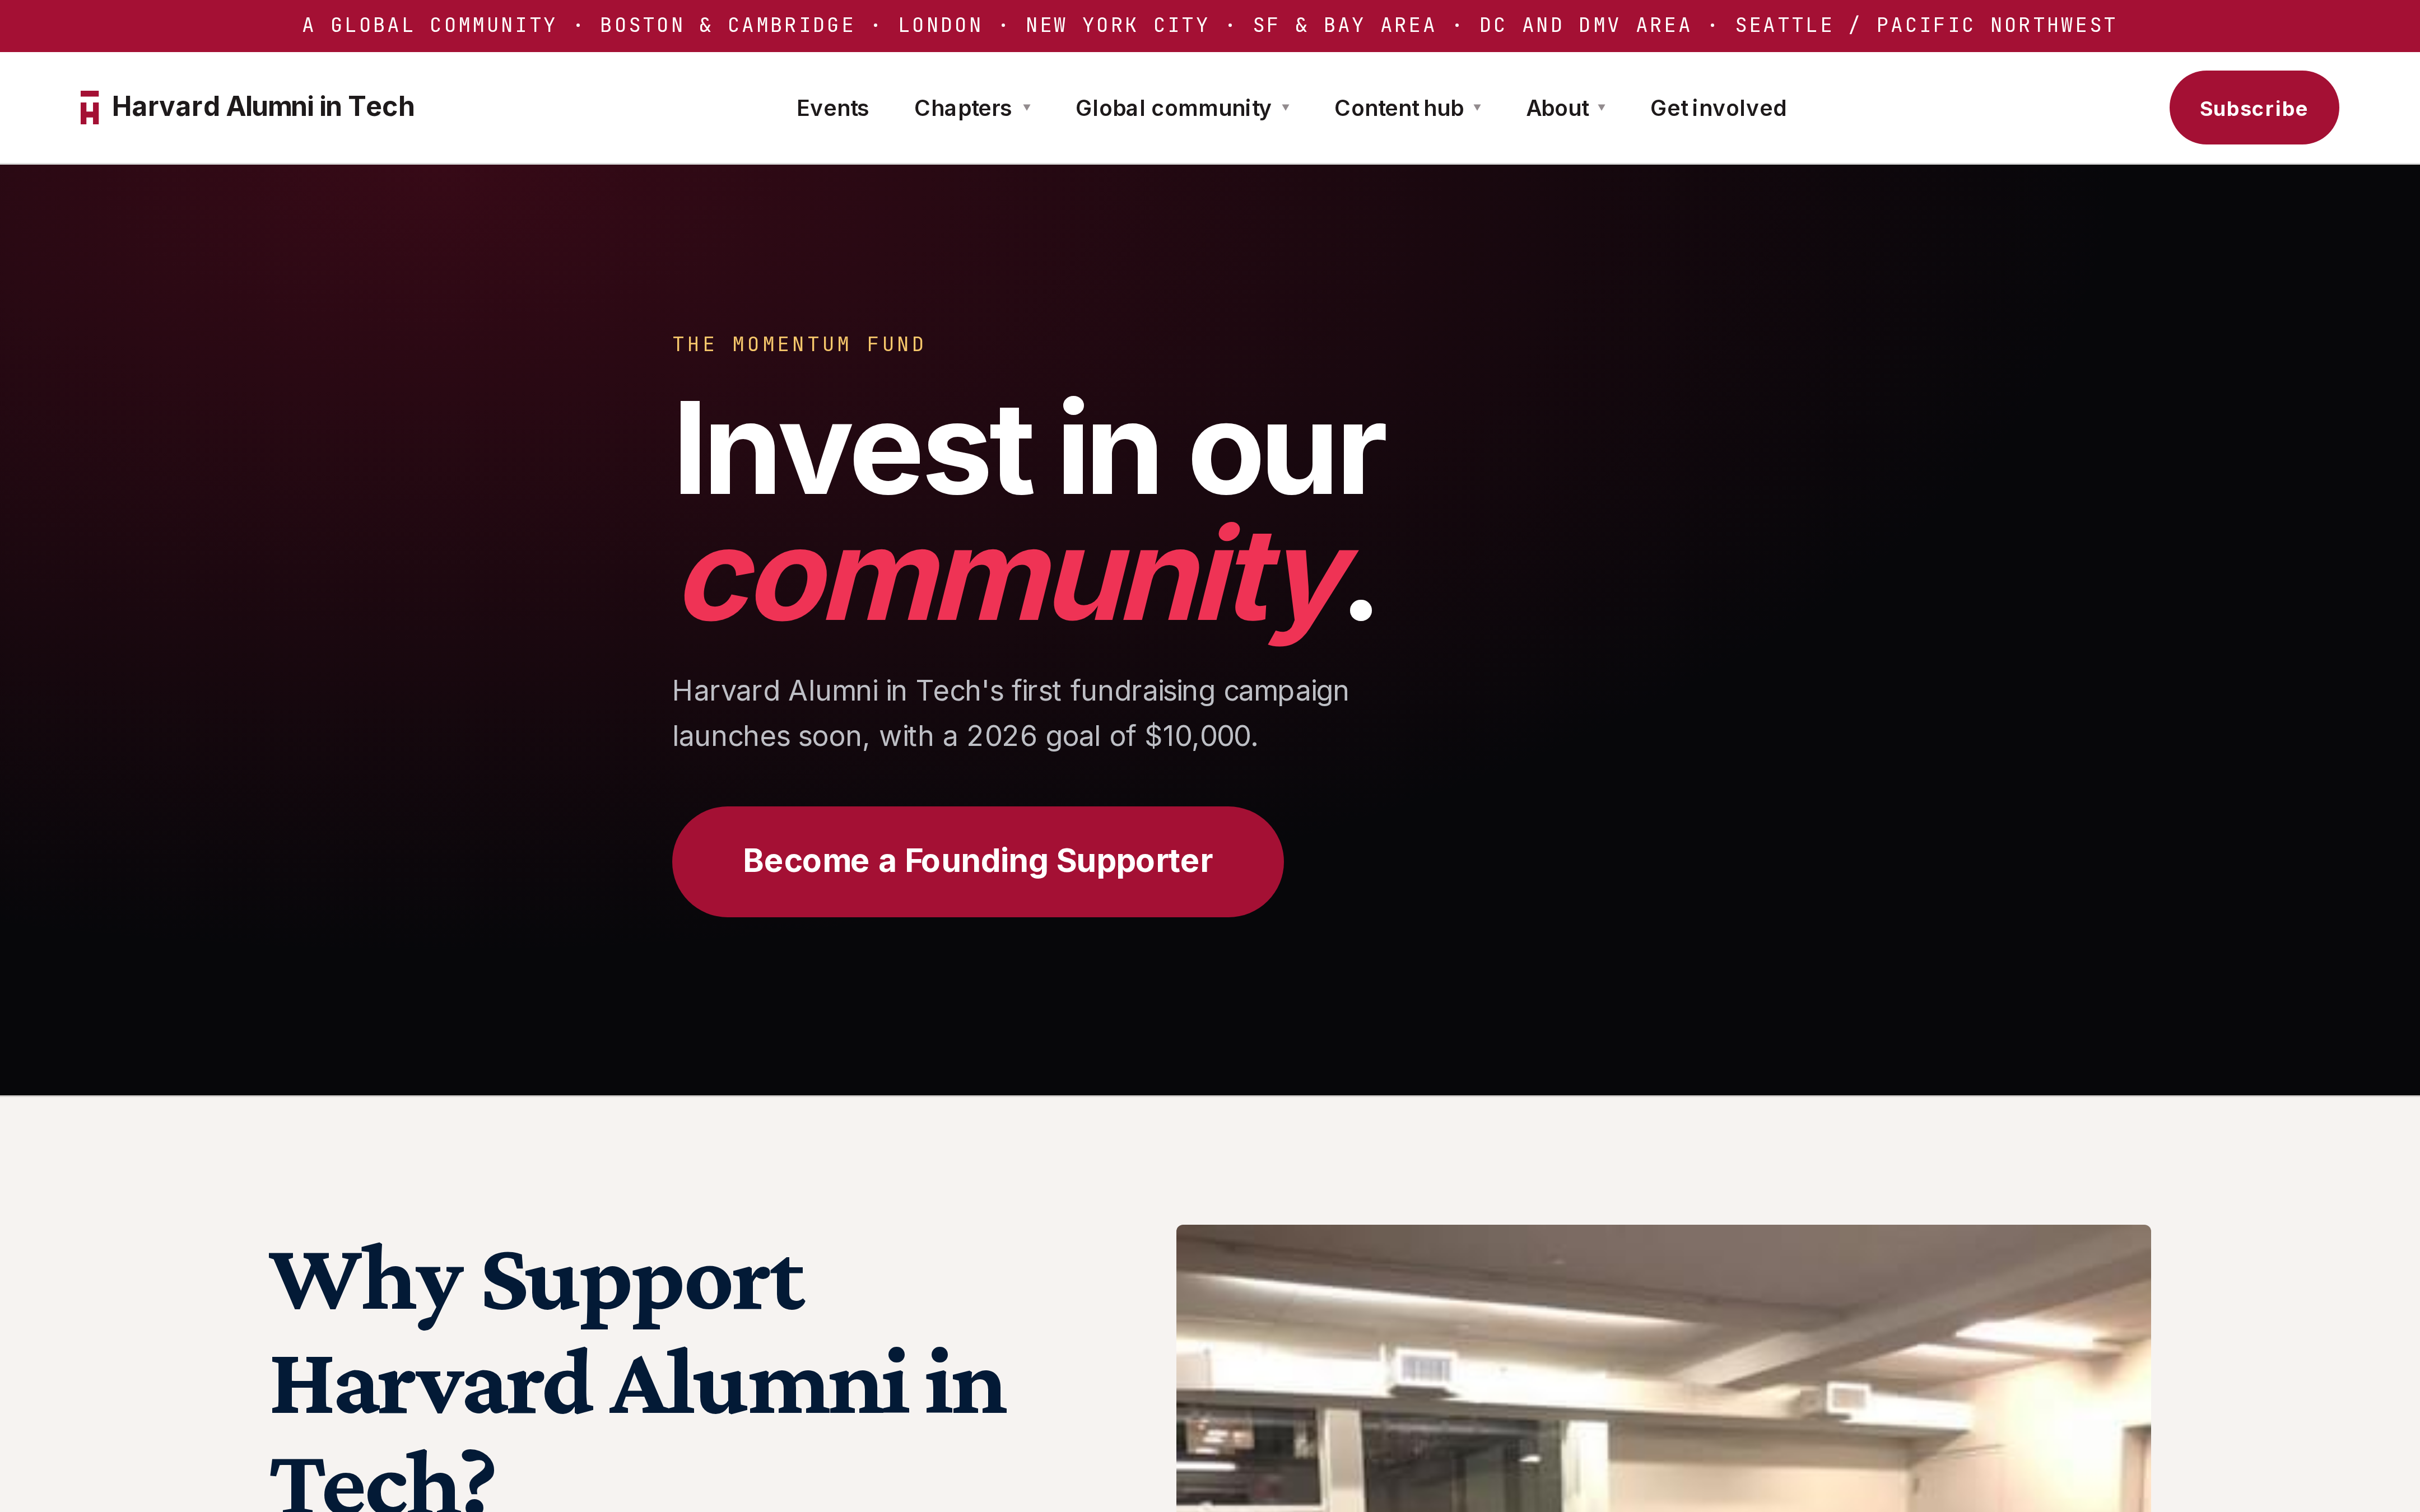 A GLOBAL COMMUNITY · BOSTON & CAMBRIDGE · LONDON · NEW YORK CITY · SF & BAY AREA · DC AND DMV AREA · SEATTLE / PACIFIC NORTHWEST
Harvard Alumni in Tech
Events Chapters Global community Content hub About Get involved
Subscribe
THE MOMENTUM FUND
Invest in our
community.
Harvard Alumni in Tech's first fundraising campaign
launches soon, with a 2026 goal of $10,000.
Become a Founding Supporter
Why Support
Harvard Alumni in
Tech?